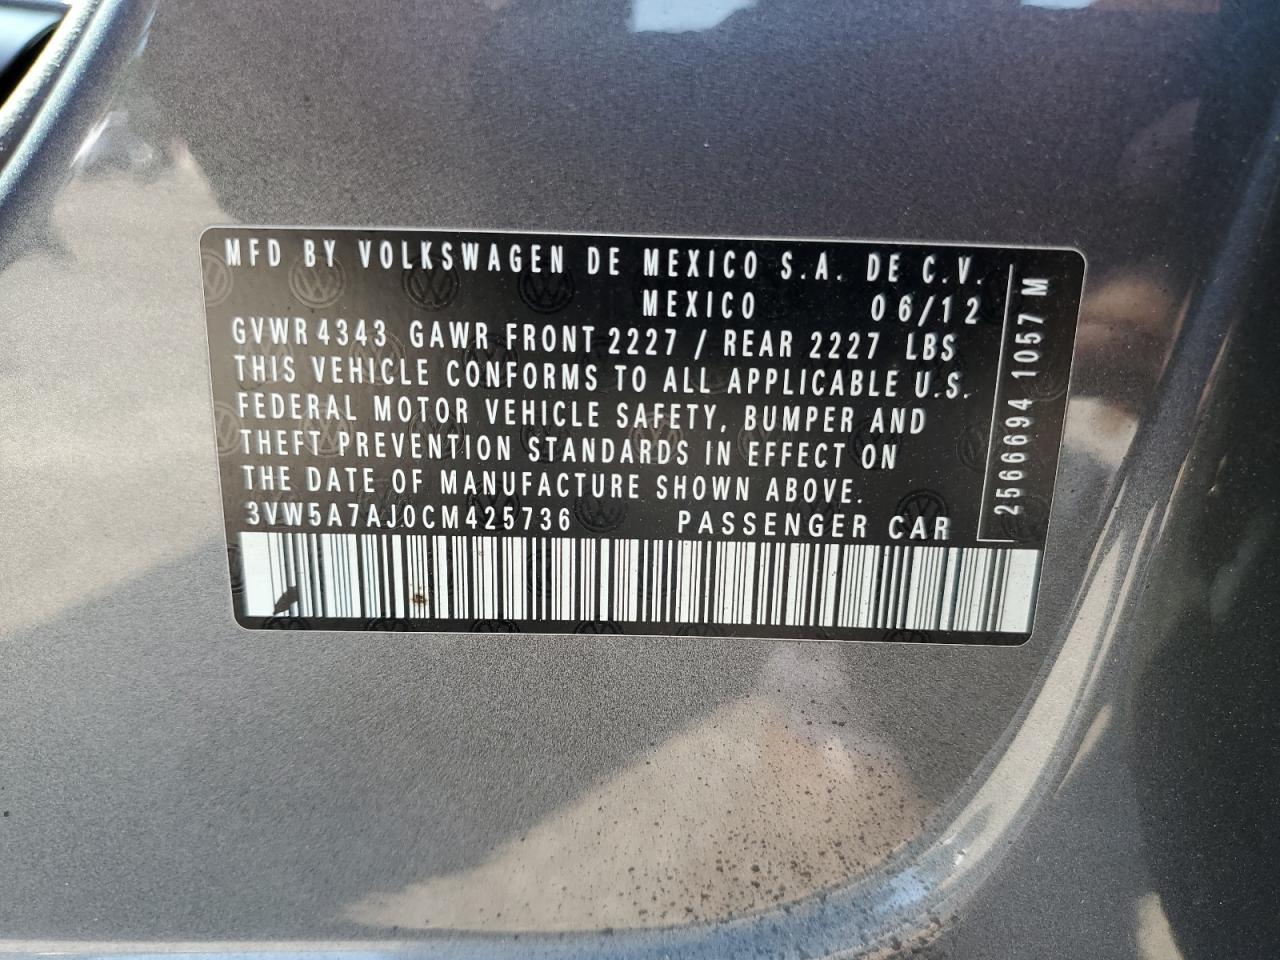 MFD BY VOLKSWAGEN DE MEXICO S.A. DE C.V.
MEXICO 06/12
GVWR 4343 GAWR FRONT 2227 / REAR 2227 LBS
THIS VEHICLE CONFORMS TO ALL APPLICABLE U.S.
FEDERAL MOTOR VEHICLE SAFETY, BUMPER AND
THEFT PREVENTION STANDARDS IN EFFECT ON
THE DATE OF MANUFACTURE SHOWN ABOVE.
3VW5A7AJ0CM425736 PASSENGER CAR
2566694 1057 M